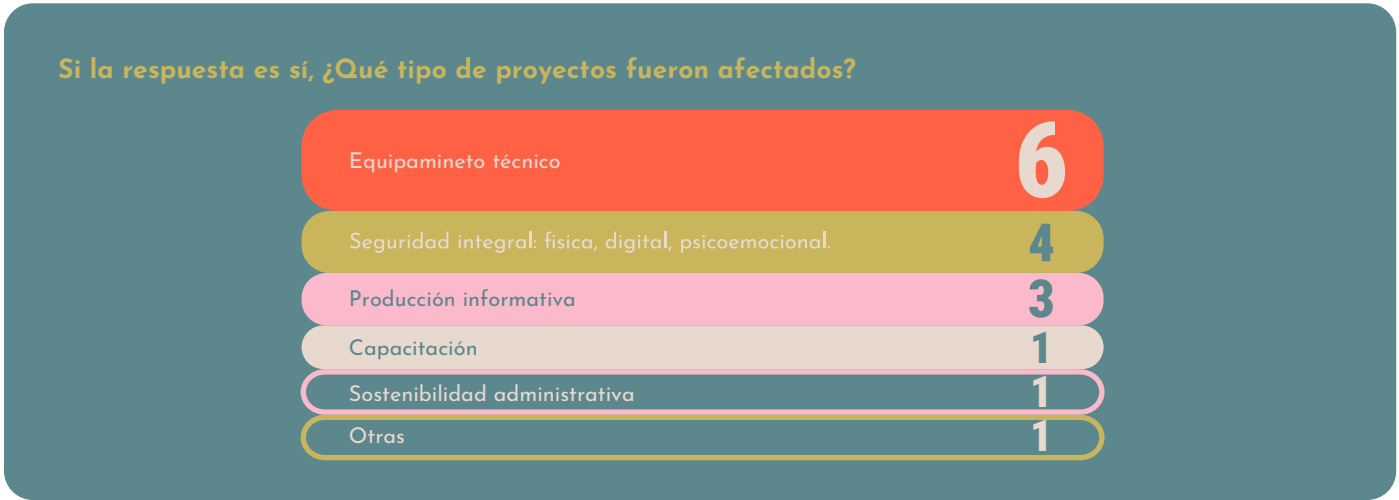 Si la respuesta es sí, ¿Qué tipo de proyectos fueron afectados?
Equipamineto técnico 6
Seguridad integral: fisica, digital, psicoemocional. 4
Producción informativa 3
Capacitación 1
Sostenibilidad administrativa 1
Otras 1